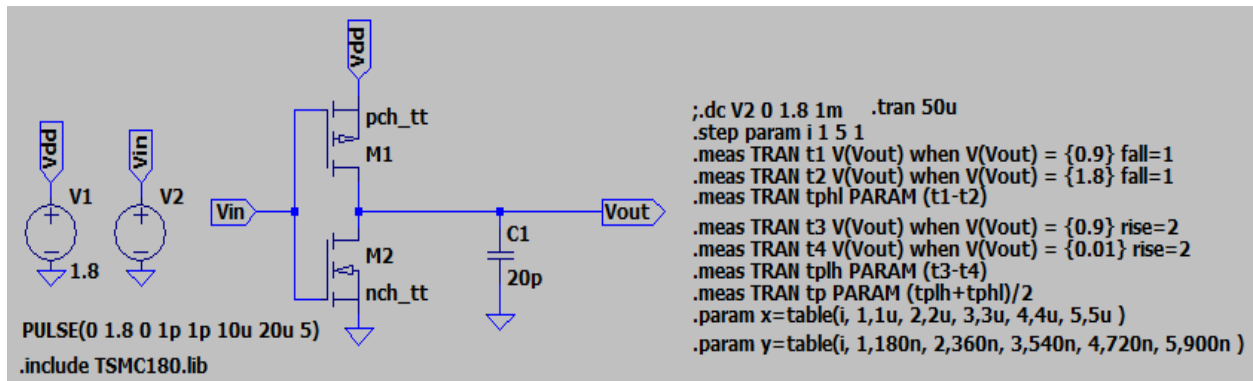 Vdd
pch_tt
M1
Vdd
V1
1.8
Vin
V2
Vin
Vout
C1
20p
M2
nch_tt
PULSE(0 1.8 0 1p 1p 10u 20u 5)
.include TSMC180.lib
;.dc V2 0 1.8 1m .tran 50u
.step param i 1 5 1
.meas TRAN t1 V(Vout) when V(Vout) = {0.9} fall=1
.meas TRAN t2 V(Vout) when V(Vout) = {1.8} fall=1
.meas TRAN tphl PARAM (t1-t2)
.meas TRAN t3 V(Vout) when V(Vout) = {0.9} rise=2
.meas TRAN t4 V(Vout) when V(Vout) = {0.01} rise=2
.meas TRAN tplh PARAM (t3-t4)
.meas TRAN tp PARAM (tplh+tphl)/2
.param x=table(i, 1,1u, 2,2u, 3,3u, 4,4u, 5,5u )
.param y=table(i, 1,180n, 2,360n, 3,540n, 4,720n, 5,900n )